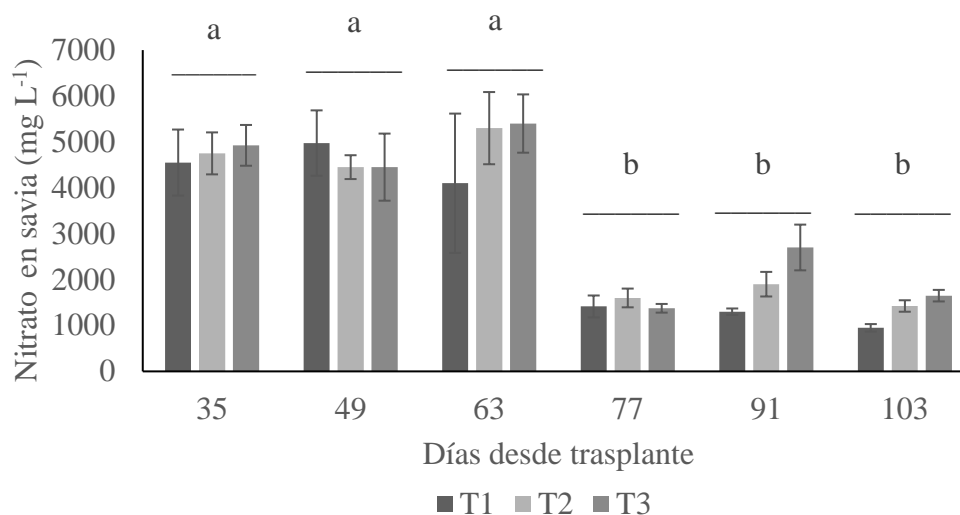 a a a
7000
6000
5000
4000
3000
2000
1000
0
b b b
Nitrato en savia (mg L-1)
35 49 63 77 91 103
Días desde trasplante
T1 T2 T3